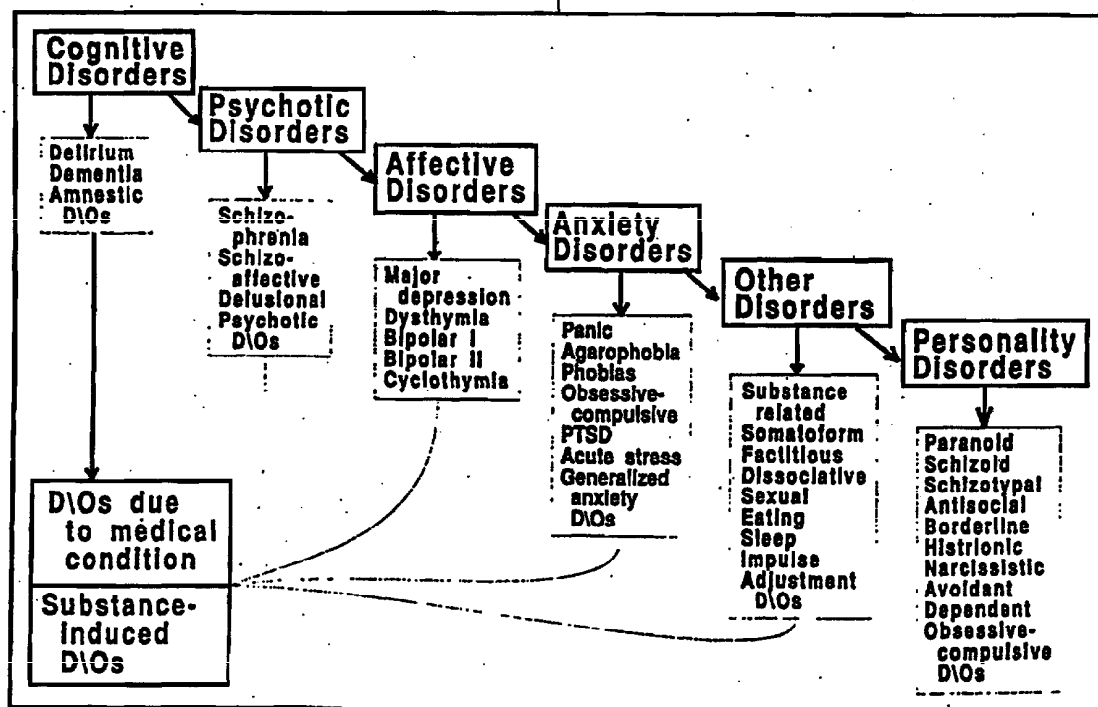 Cognitive
Disorders
Delirium
Dementia
Amnestic
D\Os
Psychotic
Disorders
Schizo-
phrenia
Schizo-
affective
Delusional
Psychotic
D\Os
Affective
Disorders
Major
depression
Dysthymia
Bipolar I
Bipolar II
Cyclothymia
Anxiety
Disorders
Panic
Agarophobia
Phobias
Obsessive-
compulsive
PTSD
Acute stress
Generalized
anxiety
D\Os
Other
Disorders
Substance
related
Somatoform
Factitious
Dissociative
Sexual
Eating
Sleep
Impulse
Adjustment
D\Os
Personality
Disorders
Paranoid
Schizoid
Schizotypal
Antisocial
Borderline
Histrionic
Narcissistic
Avoidant
Dependent
Obsessive-
compulsive
D\Os
D\Os due
to medical
condition
Substance-
induced
D\Os